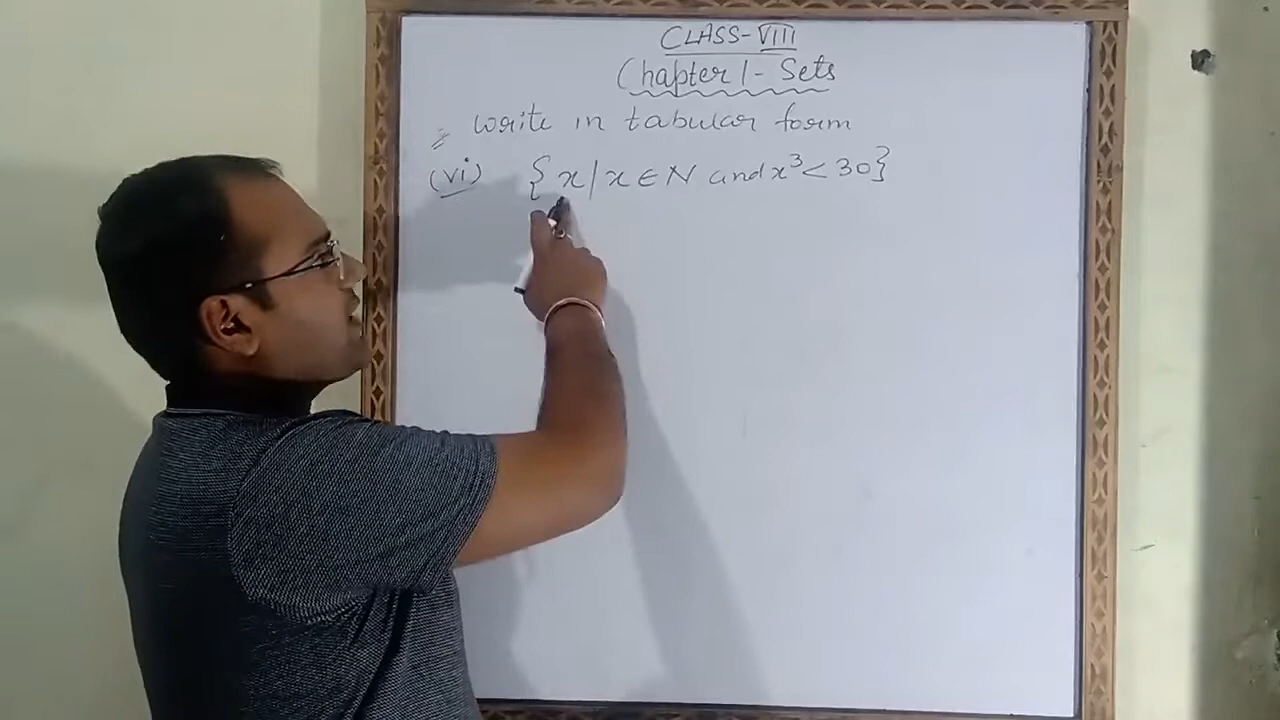 CLASS-VIII
Chapter 1- Sets
write in tabular form
(vi) {x/x∈N and x³<30}